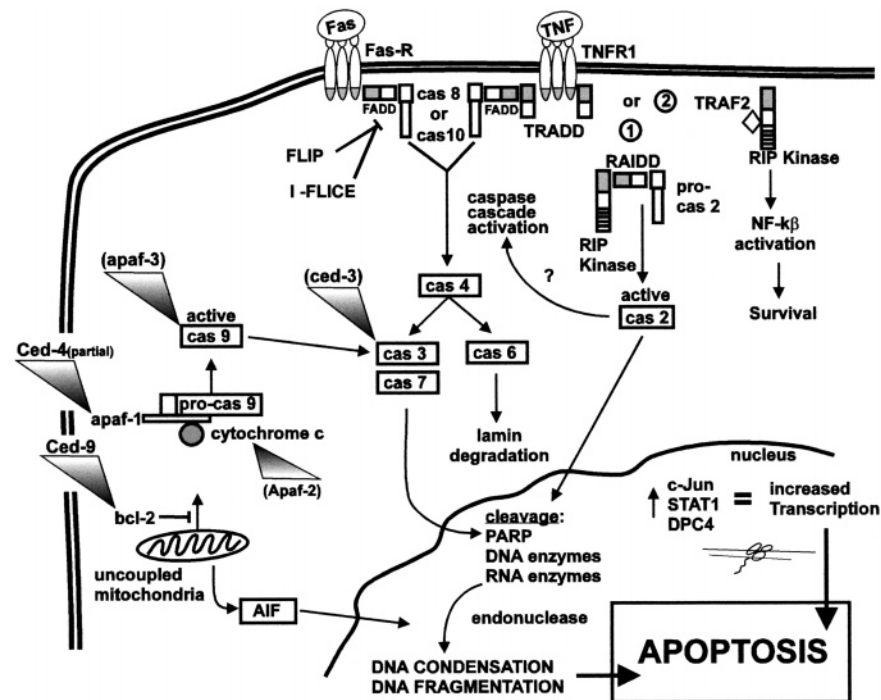 Fas
Fas-R
TNF
TNFR1
FADD
cas 8
or
cas10
FADD
TRADD
or ②
①
TRAF2
RIP Kinase
FLIP
I -FLICE
RAIDD
pro-
cas 2
RIP
Kinase
caspase
cascade
activation
?
NF-kβ
activation
Survival
(apaf-3)
(ced-3)
cas 4
active
cas 2
active
cas 9
cas 3
cas 6
cas 7
Ced-4(partial)
pro-cas 9
apaf-1
cytochrome c
lamin
degradation
Ced-9
(Apaf-2)
bcl-2
nucleus
c-Jun
STAT1
DPC4
=
increased
Transcription
cleavage:
PARP
DNA enzymes
RNA enzymes
uncoupled
mitochondria
AIF
endonuclease
DNA CONDENSATION
DNA FRAGMENTATION
APOPTOSIS